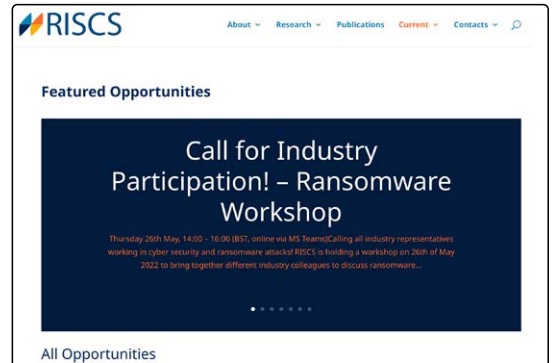 RISCS
About Research Publications Current Contacts
Featured Opportunities
Call for Industry
Participation! – Ransomware
Workshop
Thursday 26th May, 14:00 – 16:00 (BST, online via MS Teams)Calling all industry representatives
working in cyber security and ransomware attacks! RISCS is holding a workshop on 26th of May
2022 to bring together different industry colleagues to discuss ransomware...
All Opportunities